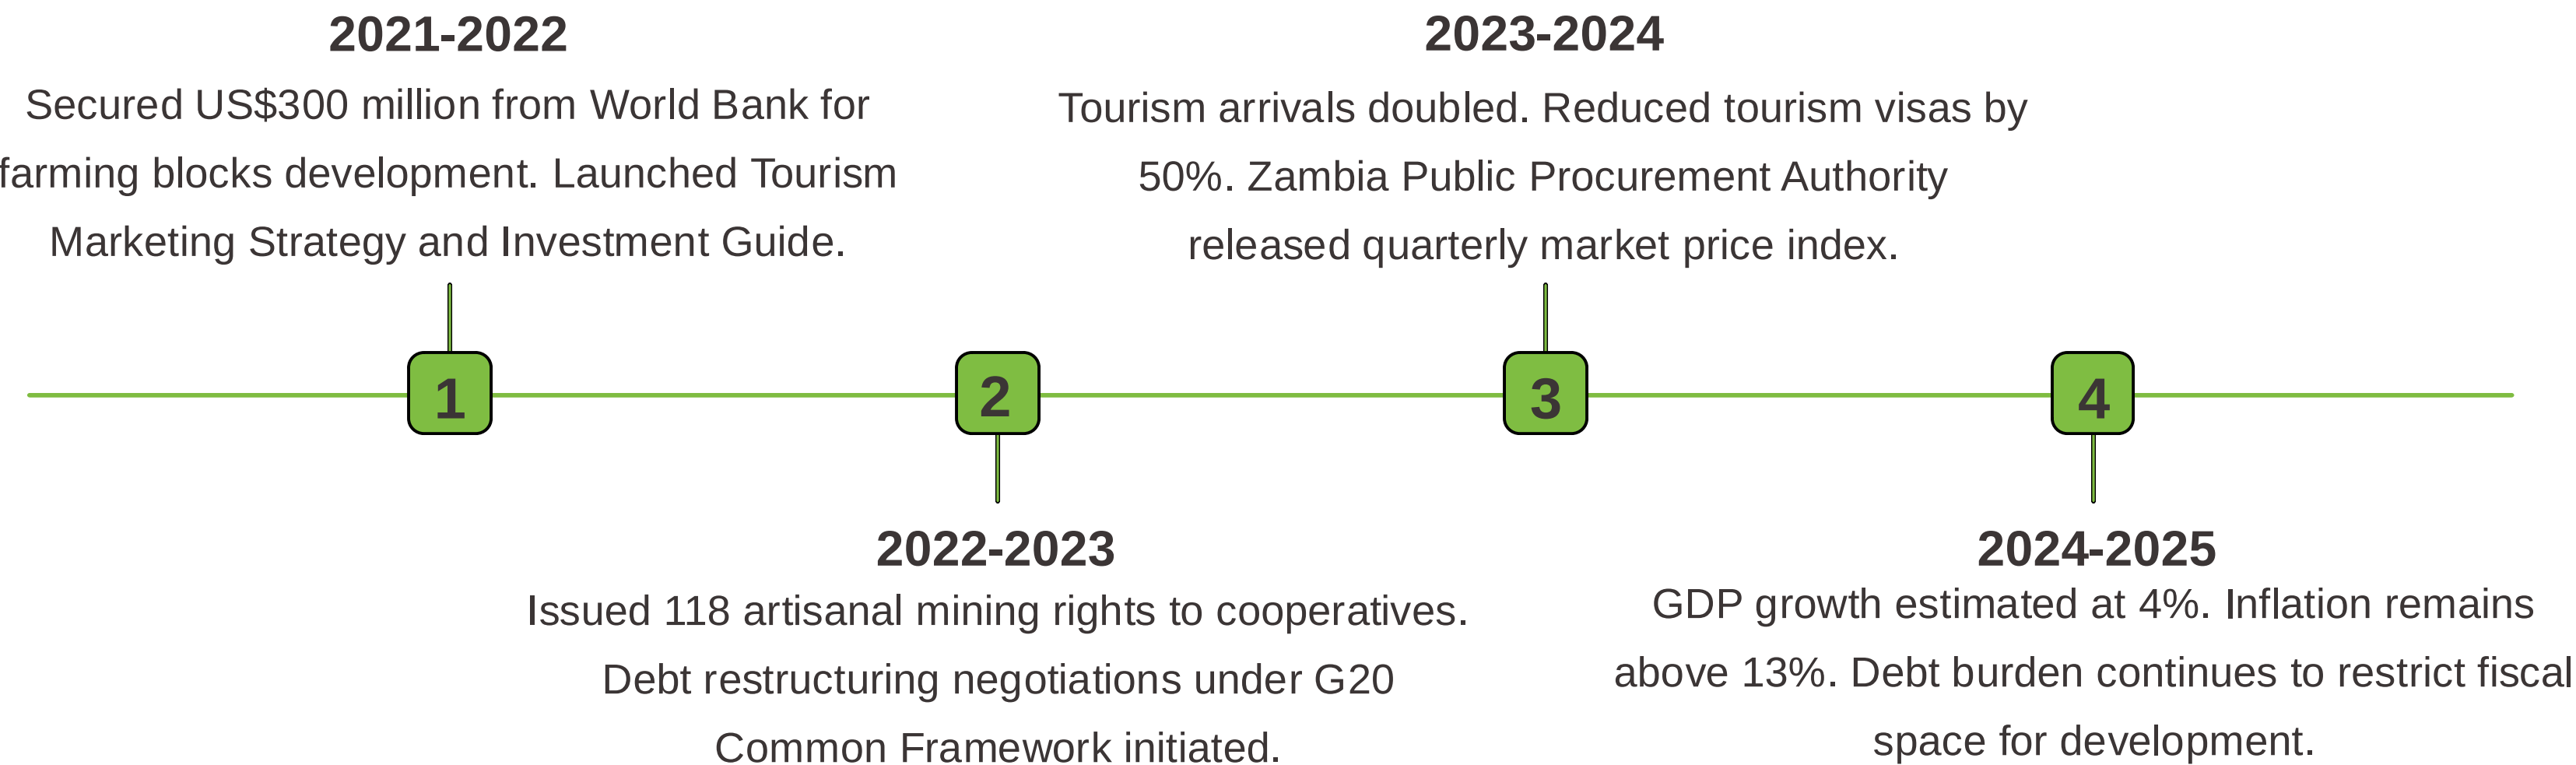 2021-2022
Secured US$300 million from World Bank for
farming blocks development. Launched Tourism
Marketing Strategy and Investment Guide.
2023-2024
Tourism arrivals doubled. Reduced tourism visas by
50%. Zambia Public Procurement Authority
released quarterly market price index.
1
2
3
4
2022-2023
Issued 118 artisanal mining rights to cooperatives.
Debt restructuring negotiations under G20
Common Framework initiated.
2024-2025
GDP growth estimated at 4%. Inflation remains
above 13%. Debt burden continues to restrict fiscal
space for development.